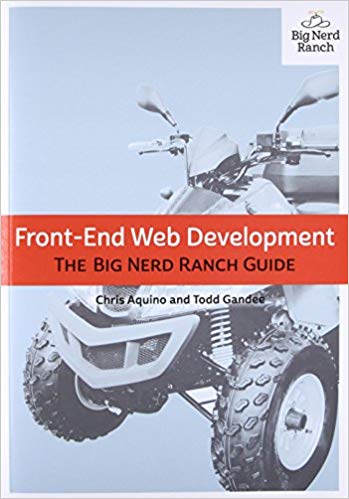 Big Nerd
Ranch
Front-End Web Development
THE BIG NERD RANCH GUIDE
Chris Aquino and Todd Gandee